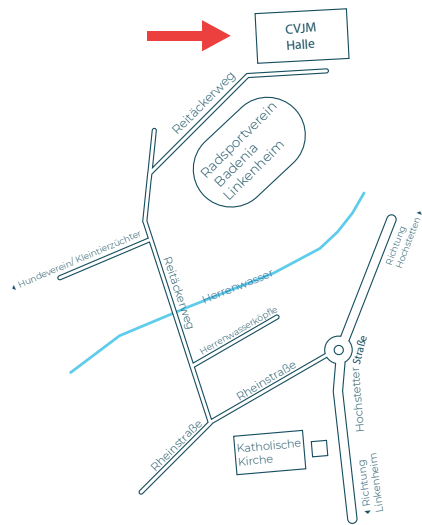 CVJM
Halle
Reitäckerweg
Radsportverein
Badenia
Linkenheim
Richtung
Hochstetten
Hundeverein/ Kleintierzüchter
Reitäckerweg
Herrenwasser
Herrenwasserköpfle
Hochstetter Straße
Rheinstraße
Rheinstraße
Katholische
Kirche
Richtung
Linkenheim